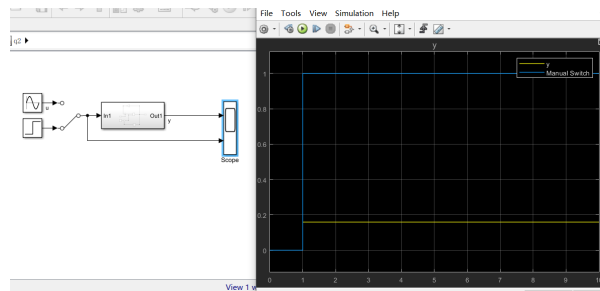 File Tools View Simulation Help
q2
y
y
Manual Switch
1
0.8
0.6
0.4
0.2
0
0 1 2 3 4 5 6 7 8 9
u
In1 Out1
y
Scope
View 1 w